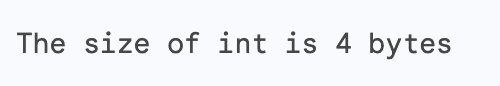 The size of int is 4 bytes